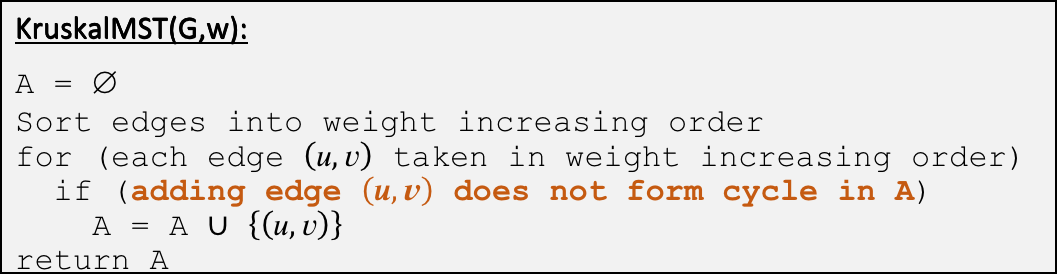 KruskalMST(G,w):
A = ∅
Sort edges into weight increasing order
for (each edge (u, v) taken in weight increasing order)
if (adding edge (u, v) does not form cycle in A)
A = A ∪ {(u, v)}
return A